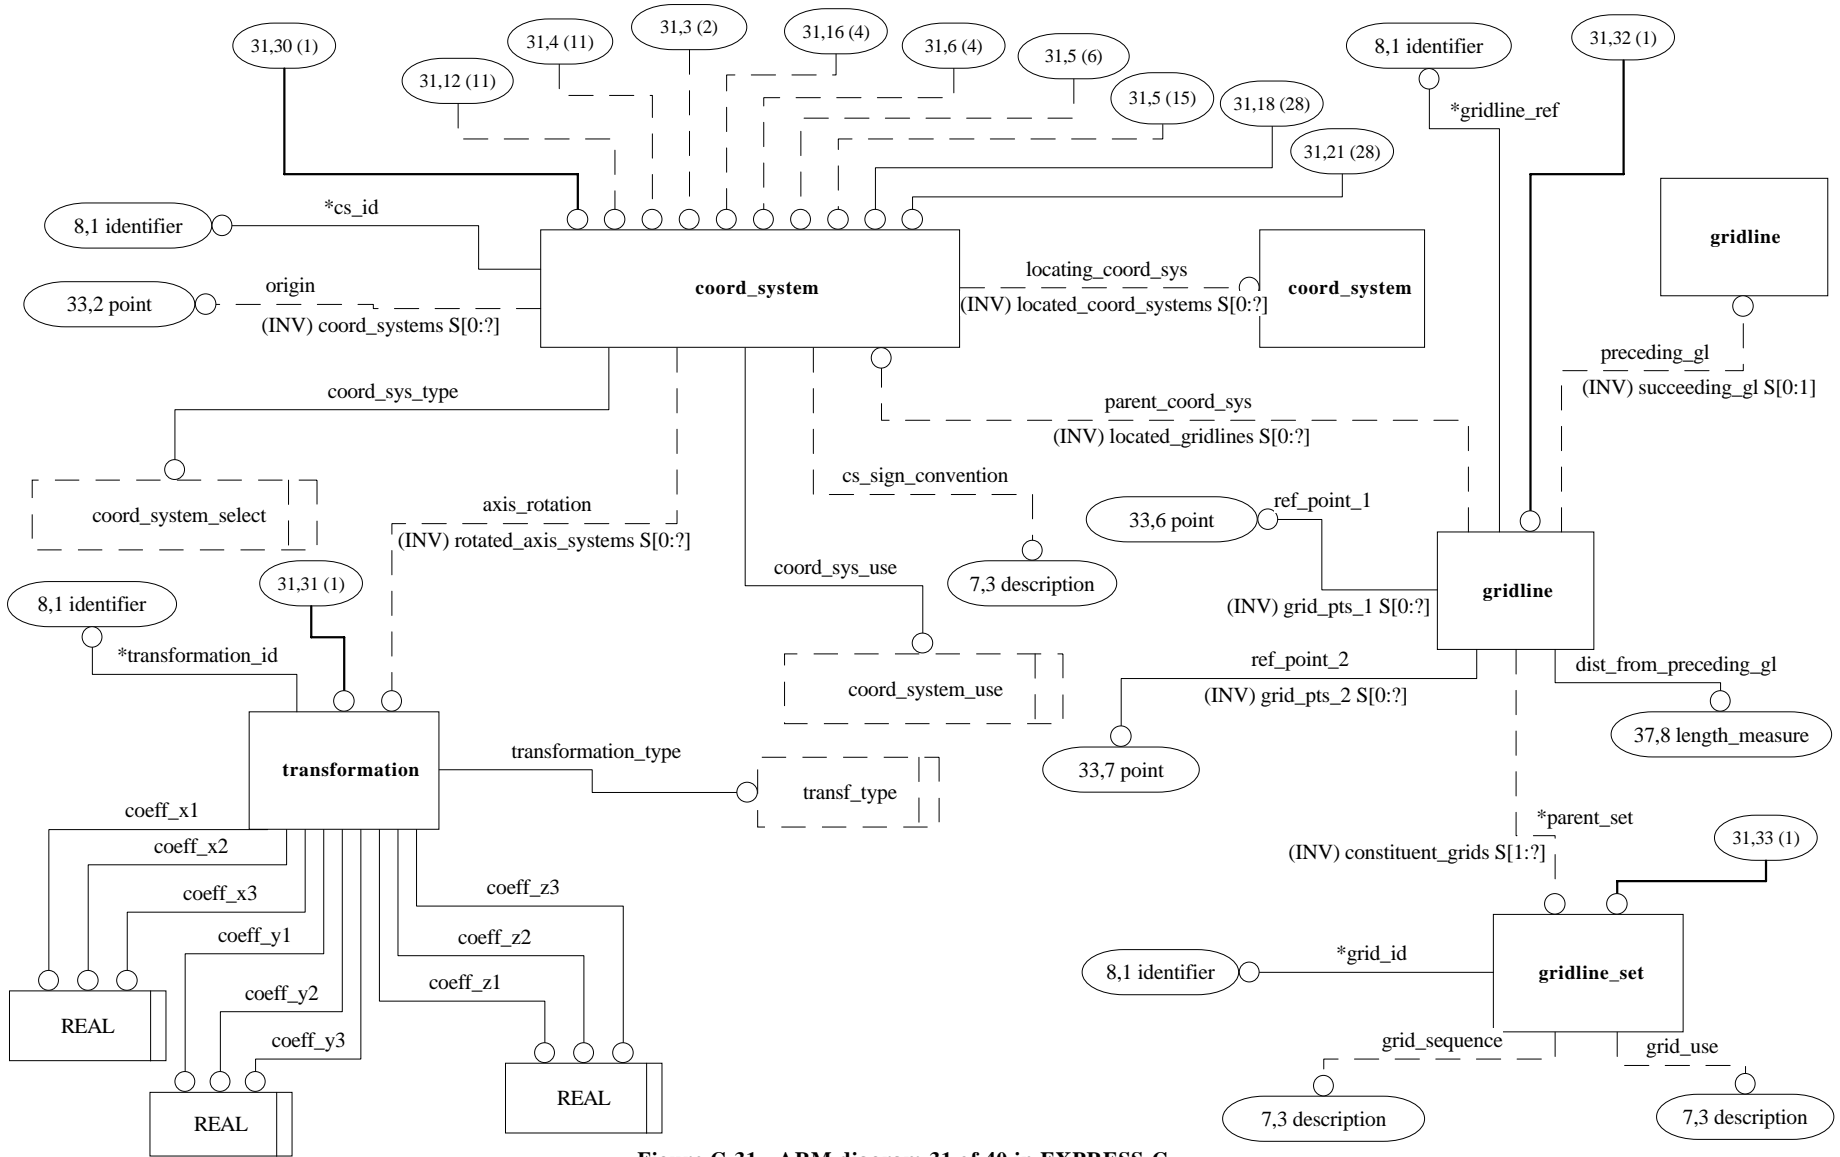 31,30 (1)
31,4 (11)
31,3 (2)
31,16 (4)
31,6 (4)
31,5 (6)
8,1 identifier
31,32 (1)
31,12 (11)
31,5 (15)
31,18 (28)
*gridline_ref
31,21 (28)
*cs_id
8,1 identifier
gridline
origin
33,2 point
(INV) coord_systems S[0:?]
coord_system
locating_coord_sys
(INV) located_coord_systems S[0:?]
coord_system
preceding_gl
(INV) succeeding_gl S[0:1]
coord_sys_type
parent_coord_sys
(INV) located_gridlines S[0:?]
cs_sign_convention
coord_system_select
axis_rotation
(INV) rotated_axis_systems S[0:?]
ref_point_1
33,6 point
31,31 (1)
8,1 identifier
coord_sys_use
7,3 description
(INV) grid_pts_1 S[0:?]
gridline
*transformation_id
ref_point_2
(INV) grid_pts_2 S[0:?]
dist_from_preceding_gl
coord_system_use
37,8 length_measure
transformation
transformation_type
transf_type
33,7 point
coeff_x1
coeff_x2
coeff_x3
coeff_y1
coeff_y2
coeff_y3
coeff_z3
coeff_z2
coeff_z1
*parent_set
31,33 (1)
(INV) constituent_grids S[1:?]
*grid_id
8,1 identifier
gridline_set
REAL
REAL
REAL
grid_sequence
grid_use
7,3 description
7,3 description
Figure C.31 - ARM diagram 31 of 40 in EXPRESS-G